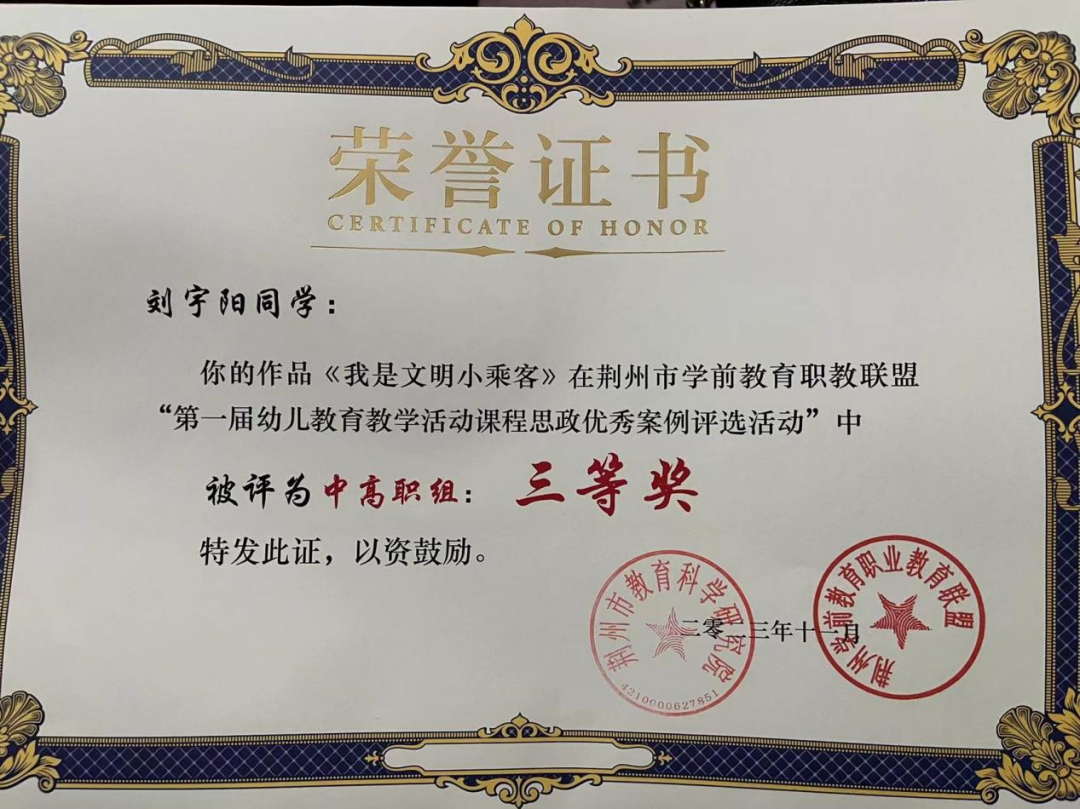 荣誉证书
CERTIFICATE OF HONOR
刘宇阳同学：
你的作品《我是文明小乘客》在荆州市学前教育职教联盟
“第一届幼儿教育教学活动课程思政优秀案例评选活动”中
被评为中高职组： 三等奖
特发此证，以资鼓励。
荆州市教育科学研究院
4210000627851
荆州学前教育职业教育联盟
二零二三年十一月